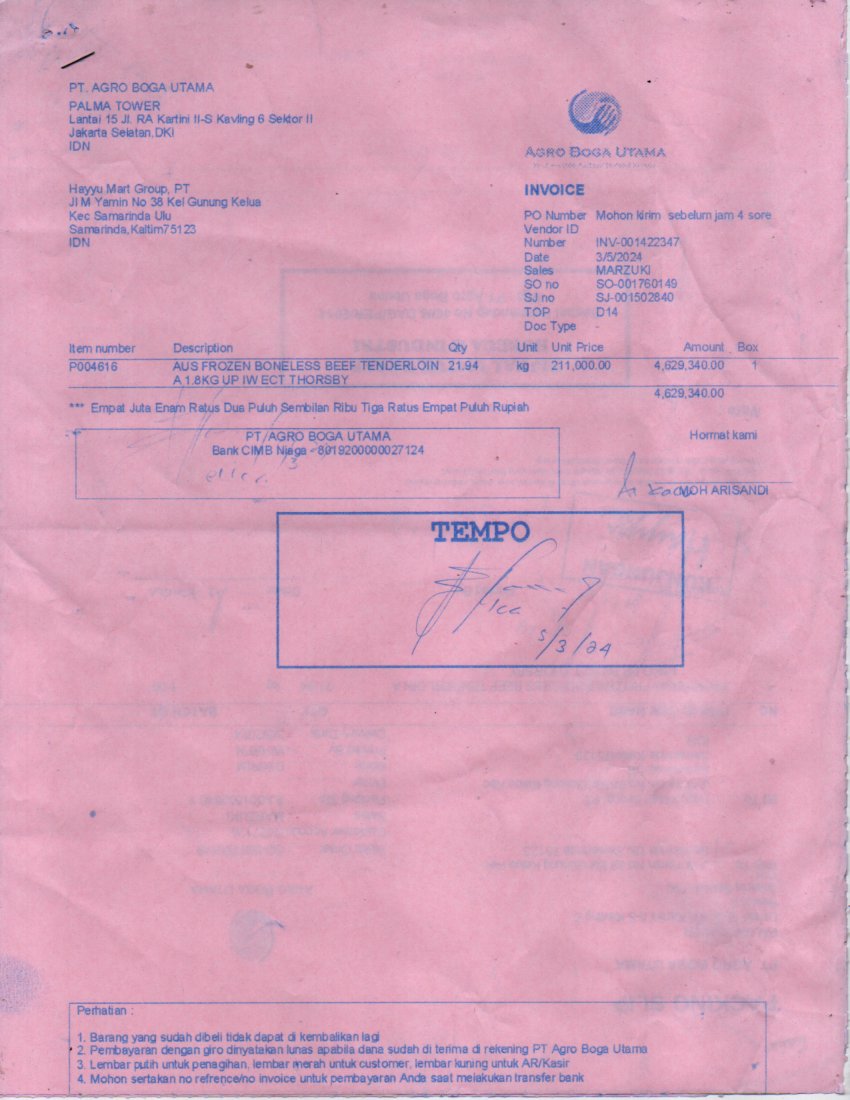 PT. AGRO BOGA UTAMA
PALMA TOWER
Lantai 15 Jl. RA Kartini II-S Kavling 6 Sektor II
Jakarta Selatan,DKI
IDN
AGRO BOGA UTAMA
Hayyu Mart Group, PT
Jl M Yamin No 38 Kel Gunung Kelua
Kec Samarinda Ulu
Samarinda,Kaltim75123
IDN
INVOICE
PO Number Mohon kirim sebelum jam 4 sore
Vendor ID
Number INV-001422347
Date 3/5/2024
Sales MARZUKI
SO no SO-001760149
SJ no SJ-001502840
TOP D14
Doc Type -
Item number Description Qty Unit Unit Price Amount Box
P004616 AUS FROZEN BONELESS BEEF TENDERLOIN 21.94 kg 211,000.00 4,629,340.00 1
A 1.8KG UP IW ECT THORSBY
4,629,340.00
*** Empat Juta Enam Ratus Dua Puluh Sembilan Ribu Tiga Ratus Empat Puluh Rupiah
PT AGRO BOGA UTAMA
Bank CIMB Niaga - 8019200000027124
Hormat kami
MOH ARISANDI
TEMPO
5/3/24
Perhatian :
1. Barang yang sudah dibeli tidak dapat di kembalikan lagi
2. Pembayaran dengan giro dinyatakan lunas apabila dana sudah di terima di rekening PT Agro Boga Utama
3. Lembar putih untuk penagihan, lembar merah untuk customer, lembar kuning untuk AR/Kasir
4. Mohon sertakan no refrence/no invoice untuk pembayaran Anda saat melakukan transfer bank